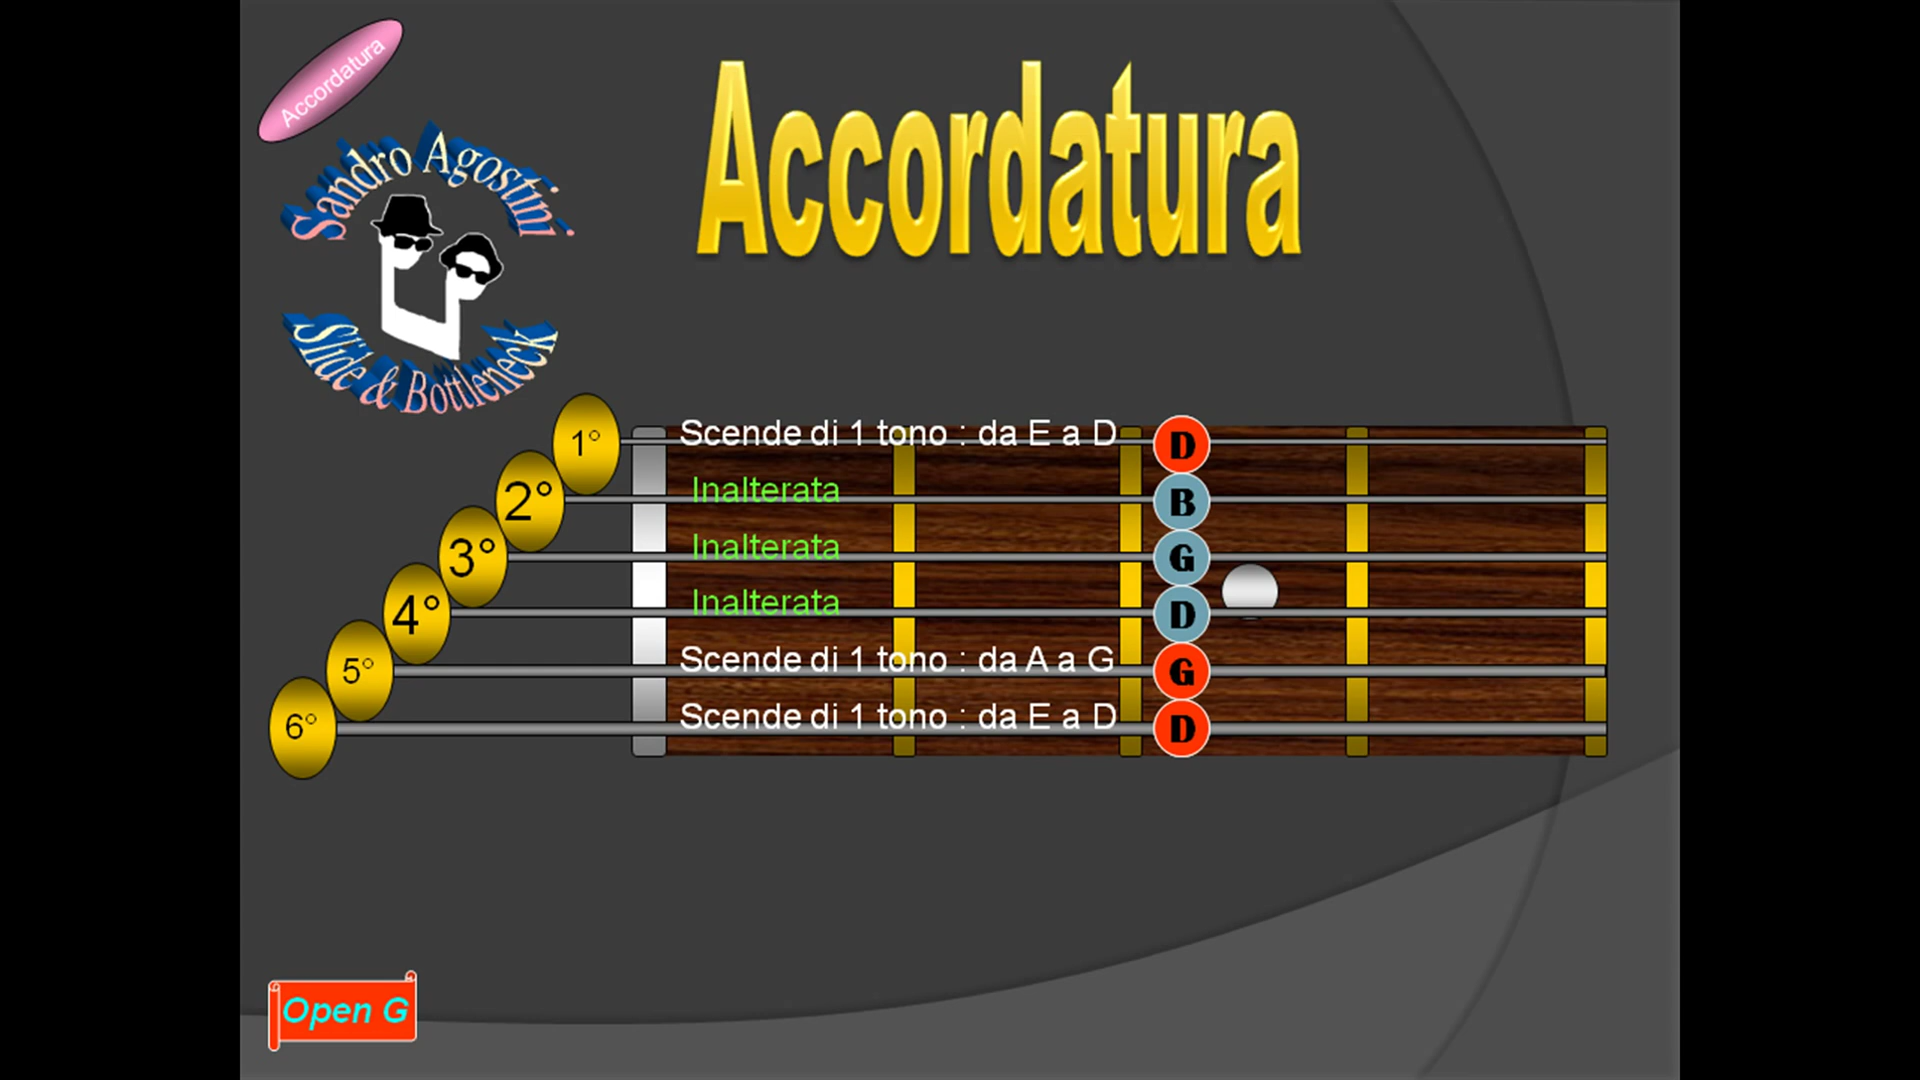 Accordatura
Accordatura
Sandro Agostini
Slide & Bottleneck
1° Scende di 1 tono : da E a D D
2° Inalterata B
3° Inalterata G
4° Inalterata D
5° Scende di 1 tono : da A a G G
6° Scende di 1 tono : da E a D D
Open G